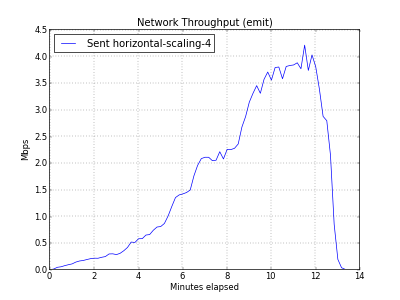 Network Throughput (emit)
Sent horizontal-scaling-4
Mbps
4.5
4.0
3.5
3.0
2.5
2.0
1.5
1.0
0.5
0.0
0 2 4 6 8 10 12 14
Minutes elapsed